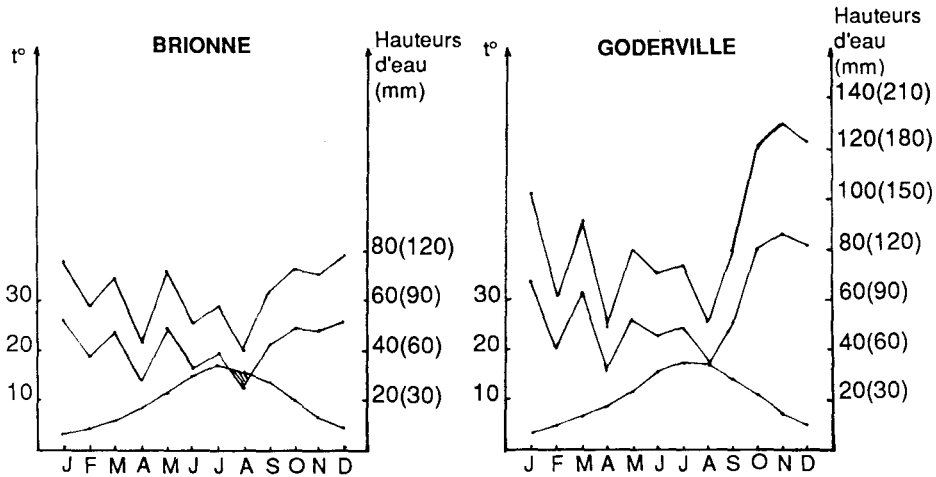 BRIONNE
t°
Hauteurs
d'eau
(mm)
80(120)
60(90)
40(60)
20(30)
30
20
10
J F M A M J J A S O N D
GODERVILLE
t°
Hauteurs
d'eau
(mm)
140(210)
120(180)
100(150)
80(120)
60(90)
40(60)
20(30)
30
20
10
J F M A M J J A S O N D